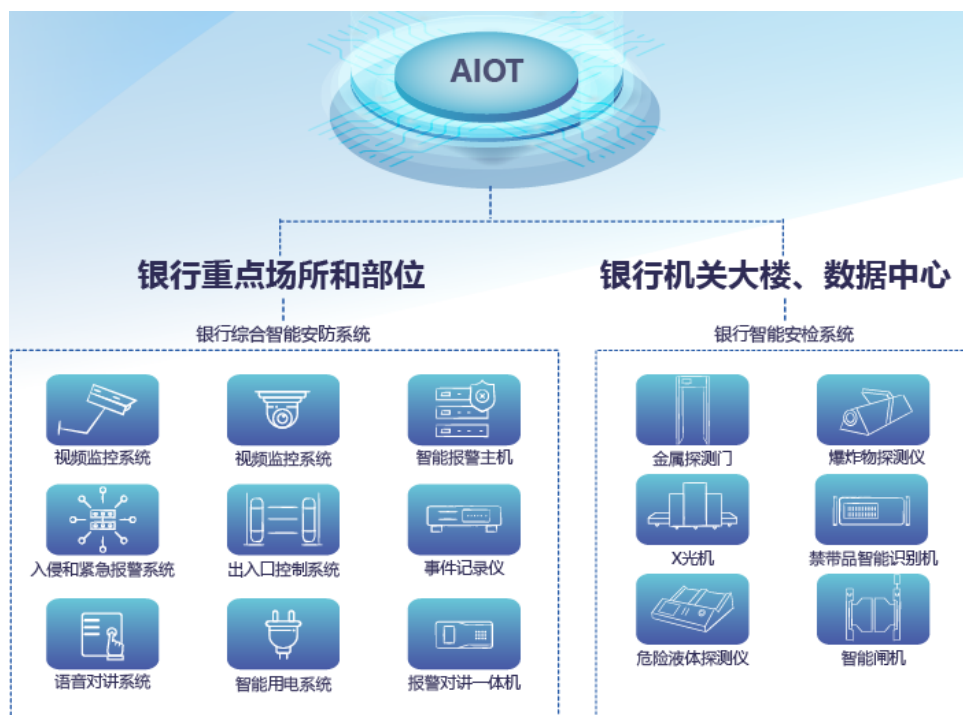 AIOT
银行重点场所和部位
银行机关大楼、数据中心
银行综合智能安防系统
银行智能安检系统
视频监控系统
视频监控系统
智能报警主机
金属探测门
爆炸物探测仪
入侵和紧急报警系统
出入口控制系统
事件记录仪
X光机
禁带品智能识别机
语音对讲系统
智能用电系统
报警对讲一体机
危险液体探测仪
智能闸机